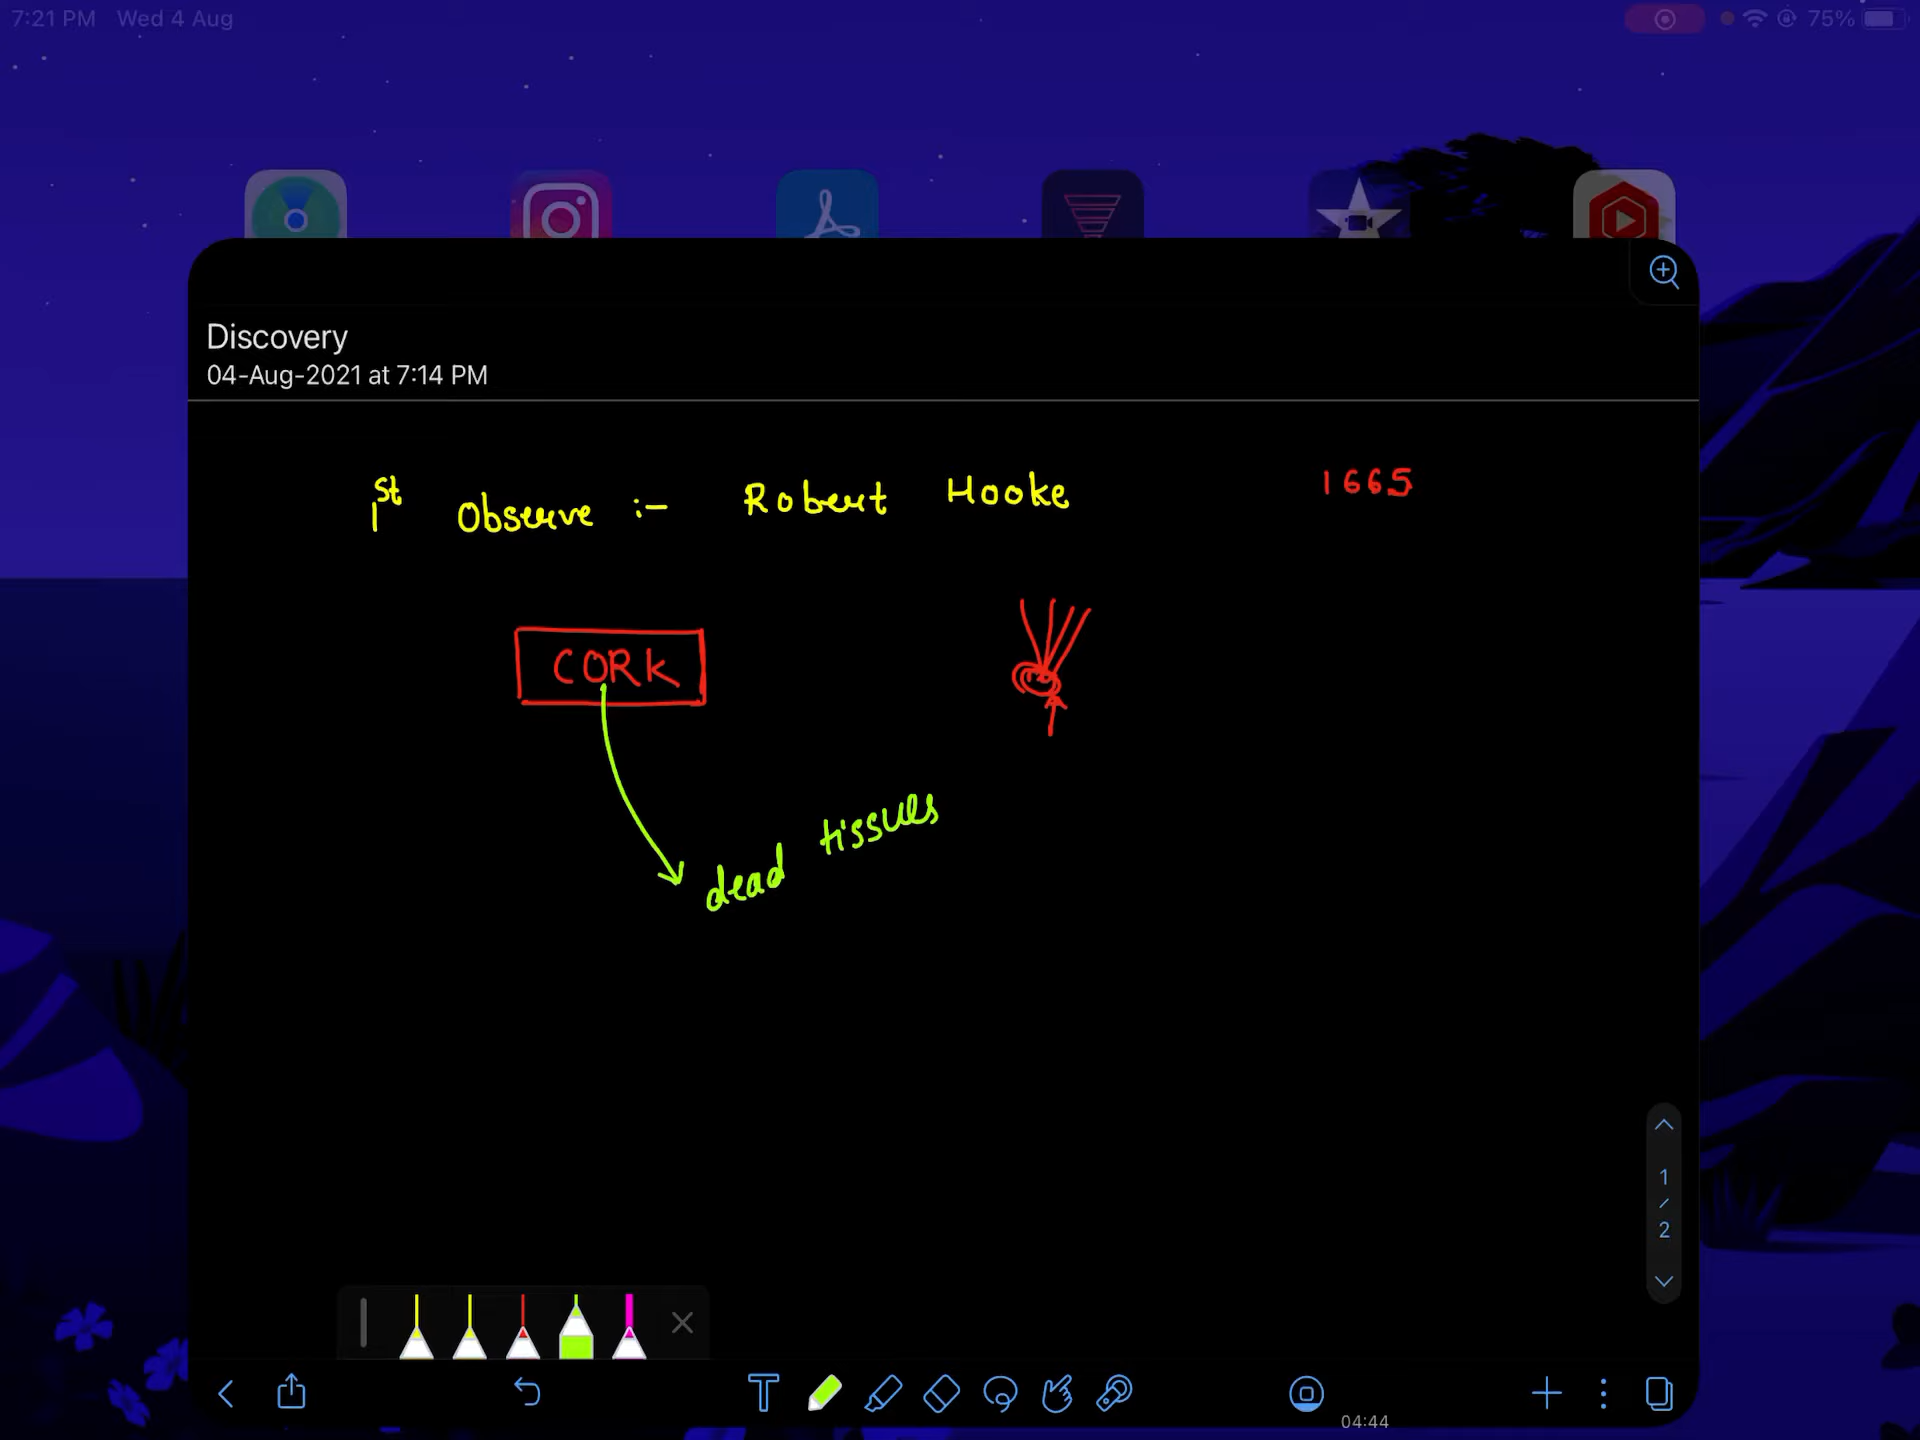 7:21 PM Wed 4 Aug
75%
Discovery
04-Aug-2021 at 7:14 PM
1st Observe :- Robert Hooke 1665
CORK
dead tissues
1
/
2
04:44